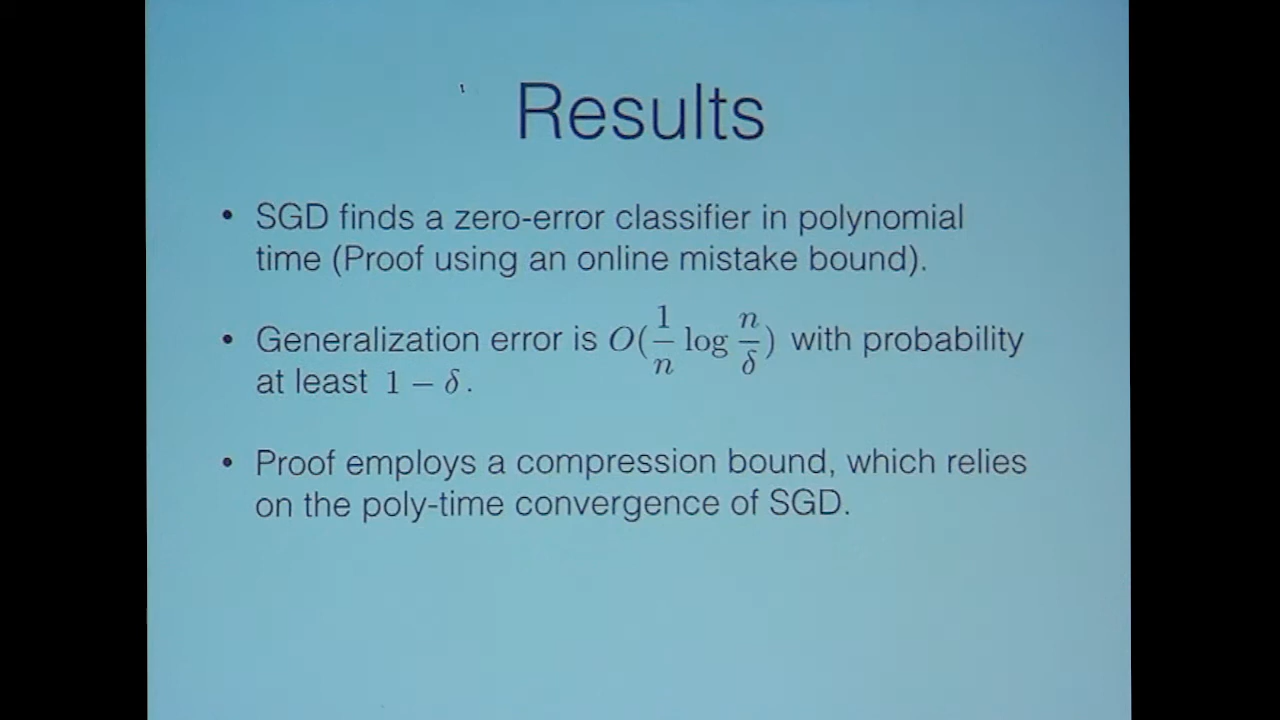 Results
• SGD finds a zero-error classifier in polynomial
time (Proof using an online mistake bound).
• Generalization error is $O(\frac{1}{n} \log \frac{n}{\delta})$ with probability
at least $1 - \delta$.
• Proof employs a compression bound, which relies
on the poly-time convergence of SGD.